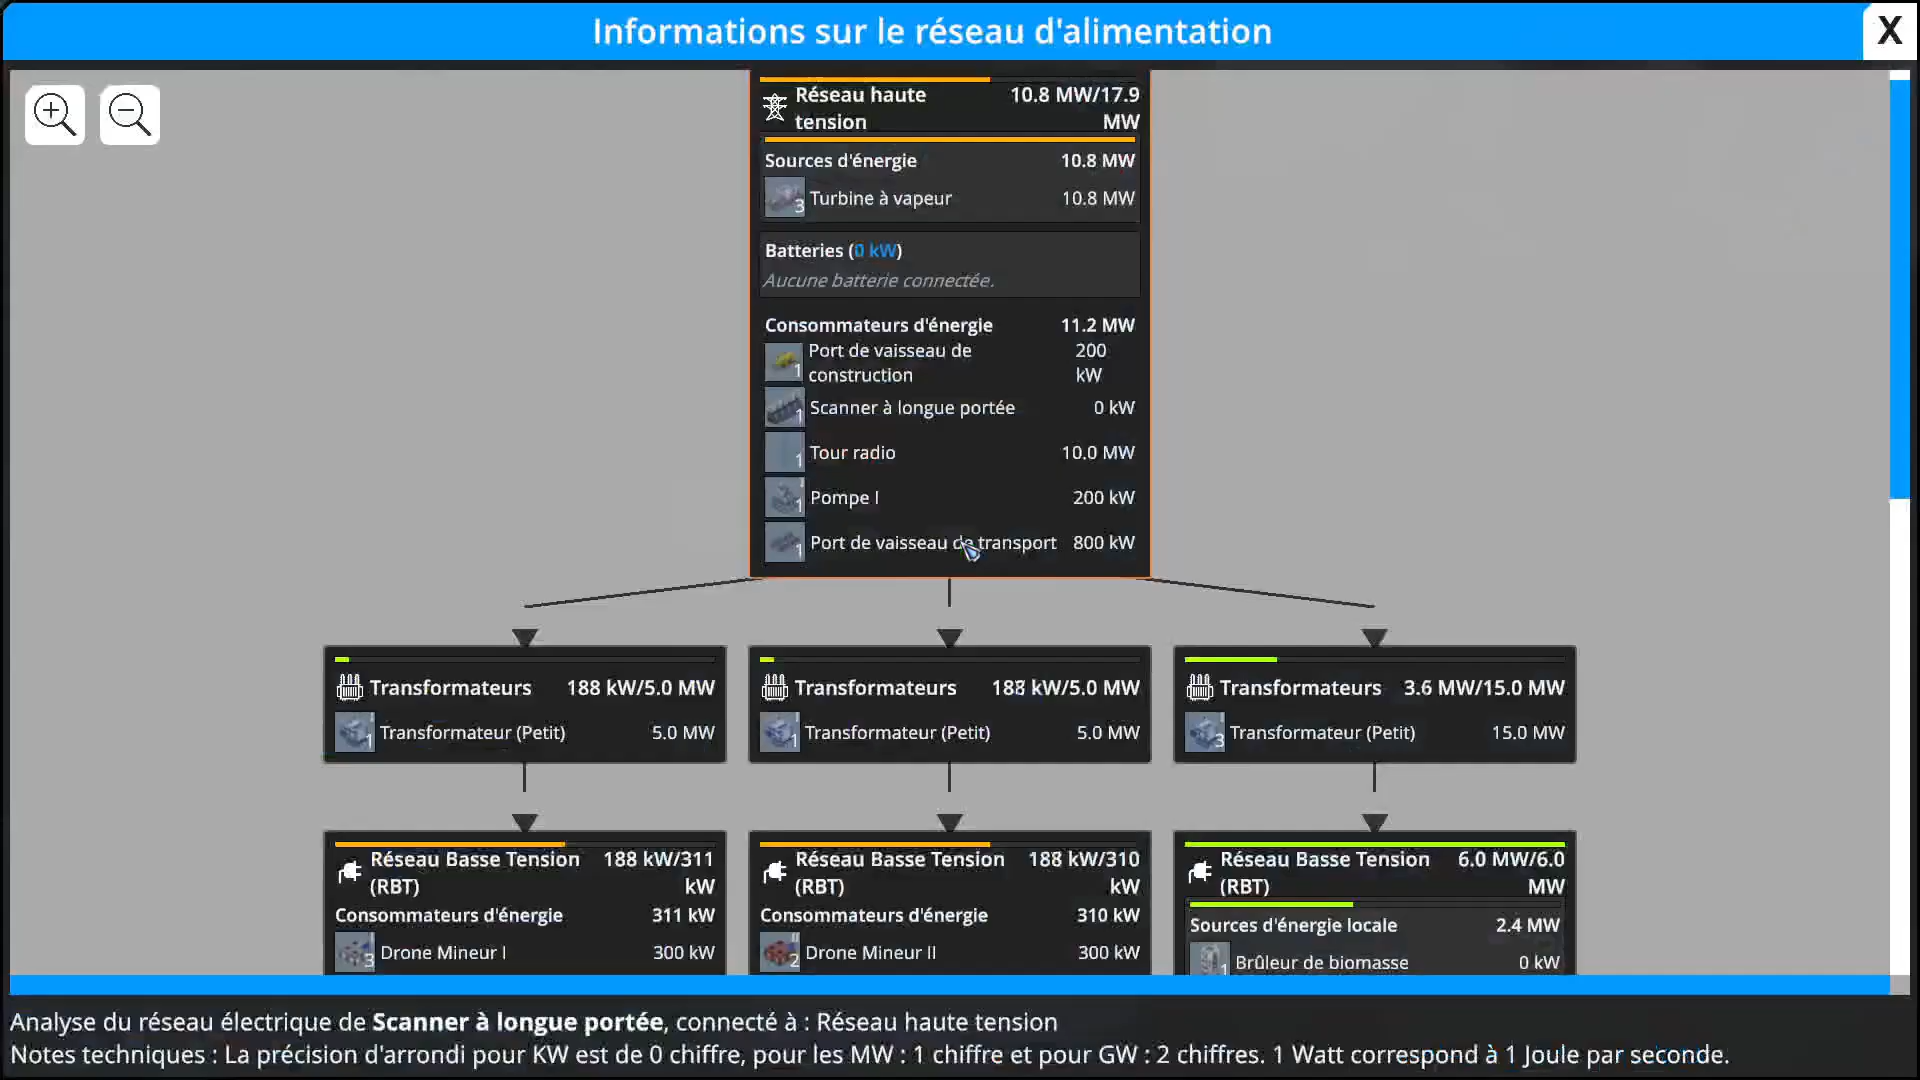 Informations sur le réseau d'alimentation
X
Réseau haute tension
10.8 MW/17.9 MW
Sources d'énergie 10.8 MW
3 Turbine à vapeur 10.8 MW
Batteries (0 kW)
Aucune batterie connectée.
Consommateurs d'énergie 11.2 MW
1 Port de vaisseau de construction 200 kW
1 Scanner à longue portée 0 kW
1 Tour radio 10.0 MW
1 Pompe I 200 kW
1 Port de vaisseau de transport 800 kW
Transformateurs 188 kW/5.0 MW
1 Transformateur (Petit) 5.0 MW
Transformateurs 188 kW/5.0 MW
1 Transformateur (Petit) 5.0 MW
Transformateurs 3.6 MW/15.0 MW
3 Transformateur (Petit) 15.0 MW
Réseau Basse Tension (RBT) 188 kW/311 kW
Consommateurs d'énergie 311 kW
3 Drone Mineur I 300 kW
Réseau Basse Tension (RBT) 188 kW/310 kW
Consommateurs d'énergie 310 kW
2 Drone Mineur II 300 kW
Réseau Basse Tension (RBT) 6.0 MW/6.0 MW
Sources d'énergie locale 2.4 MW
1 Brûleur de biomasse 0 kW
Analyse du réseau électrique de Scanner à longue portée, connecté à : Réseau haute tension
Notes techniques : La précision d'arrondi pour KW est de 0 chiffre, pour les MW : 1 chiffre et pour GW : 2 chiffres. 1 Watt correspond à 1 Joule par seconde.